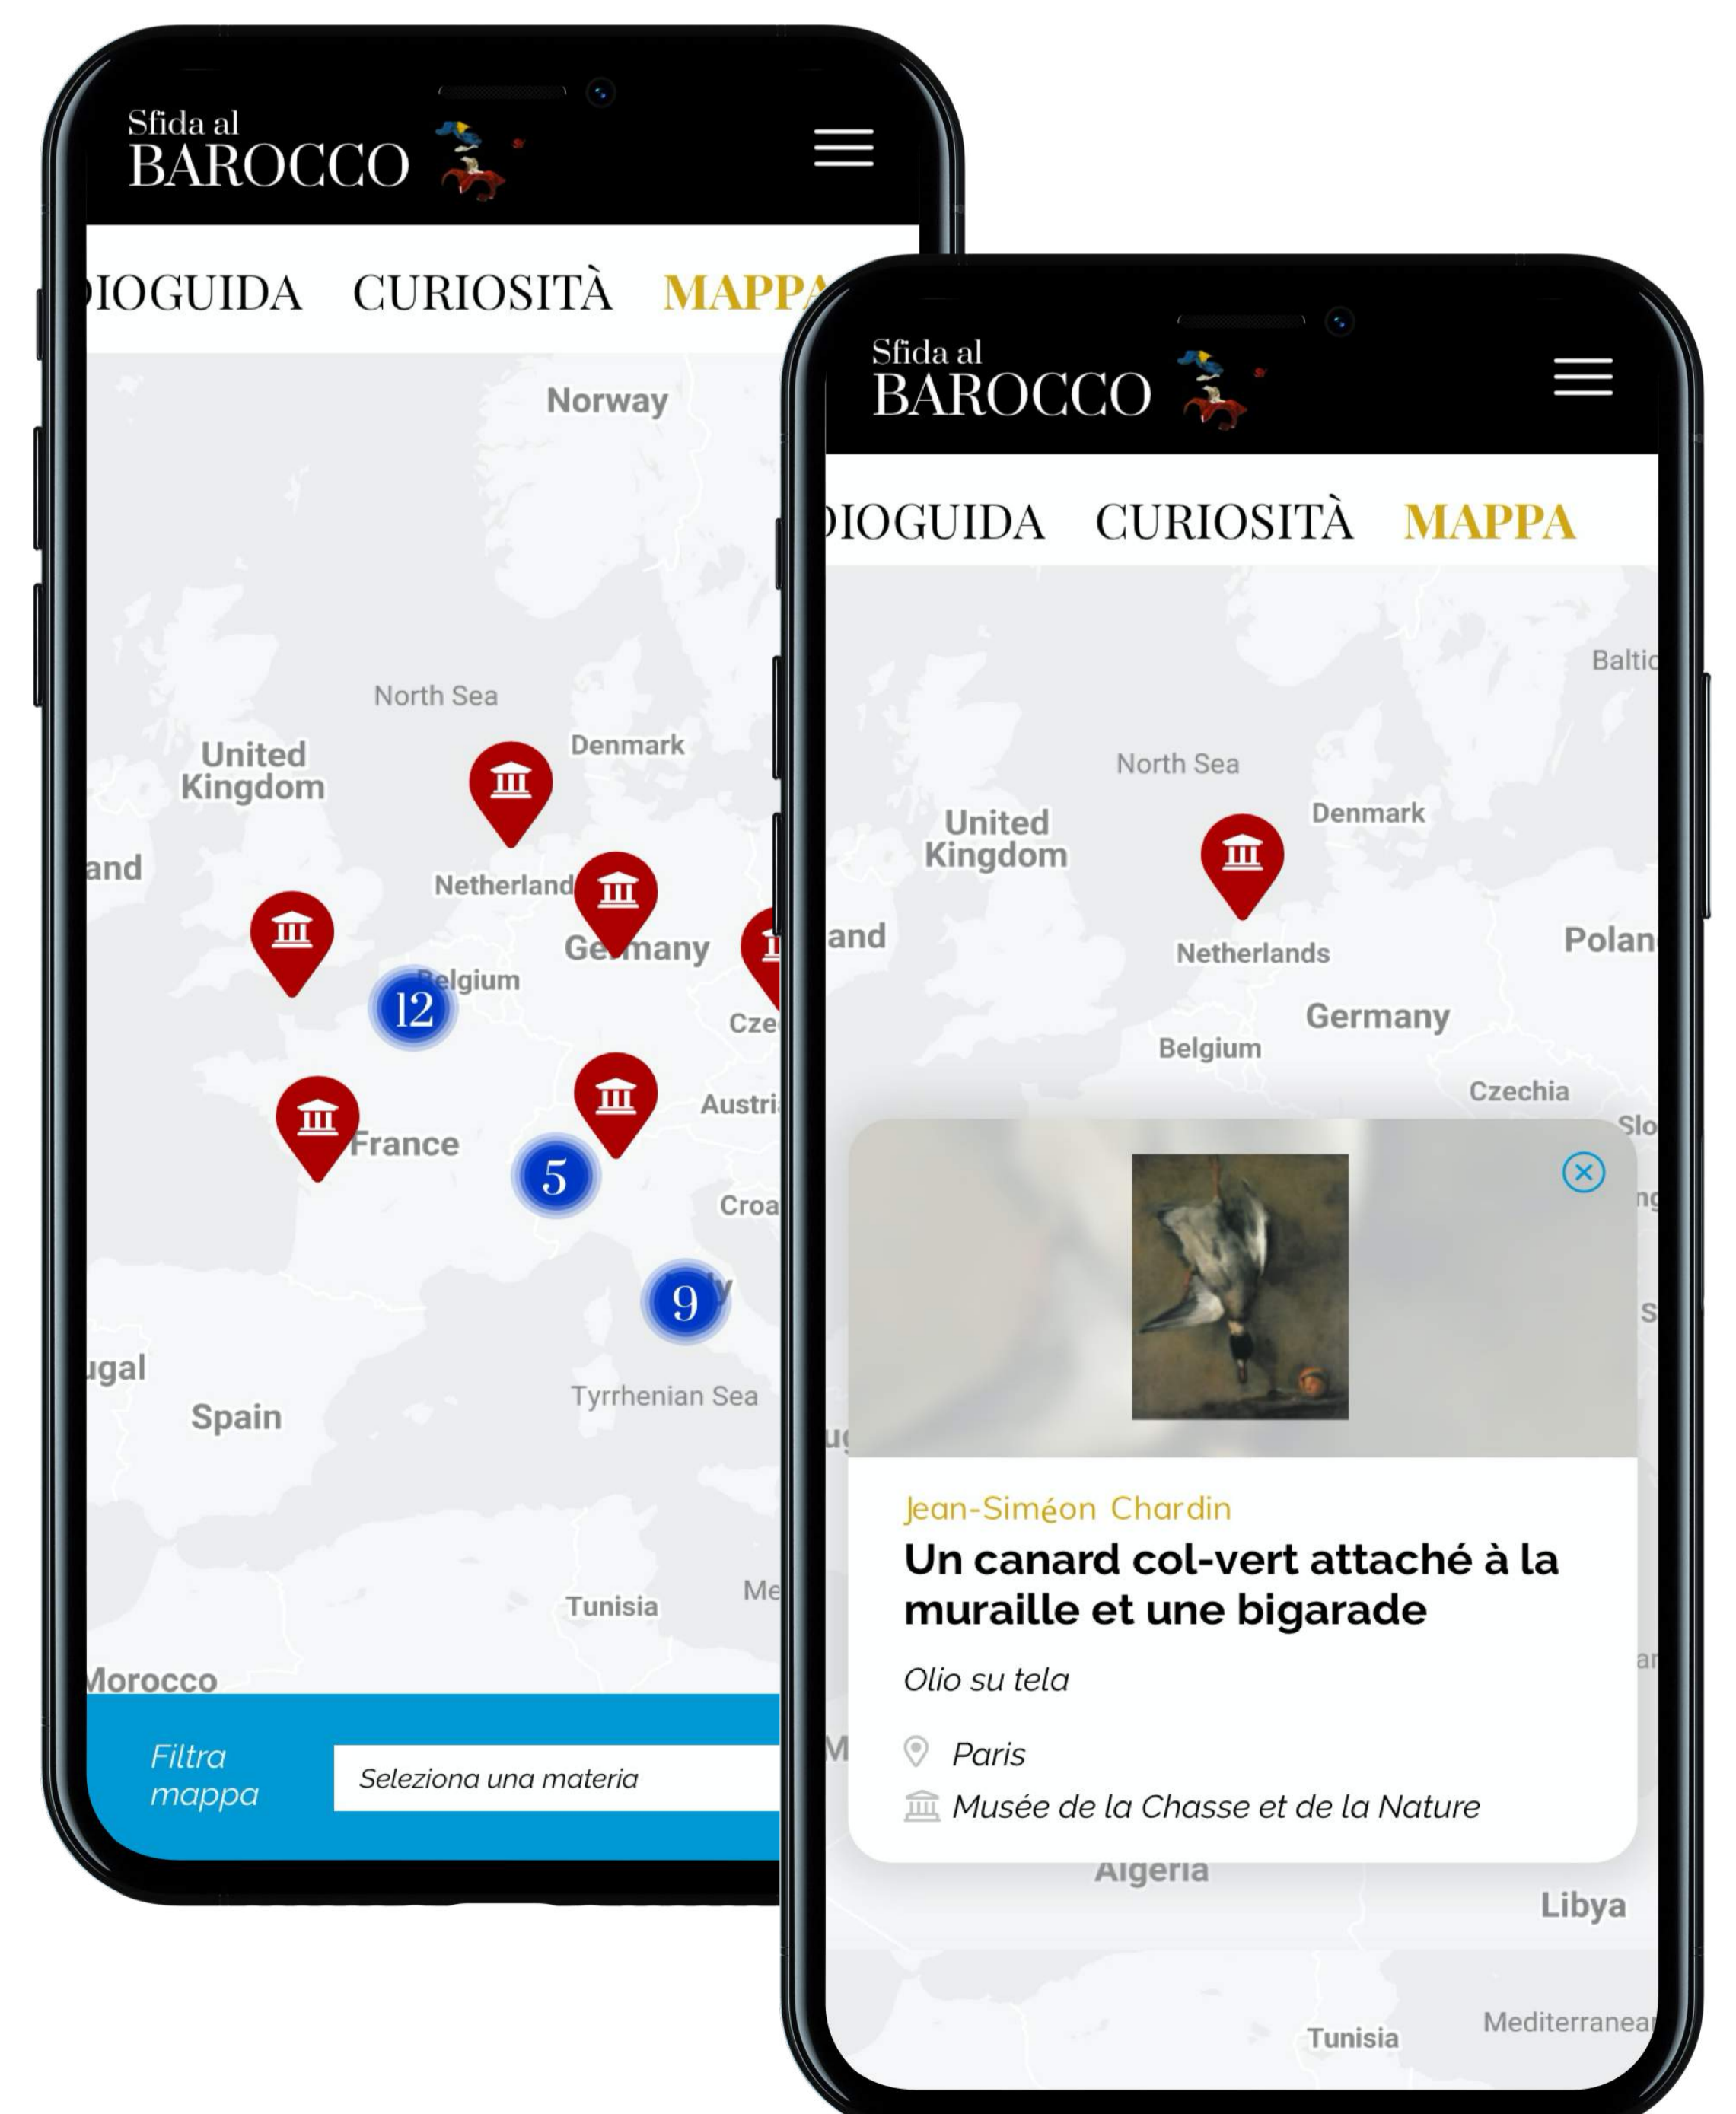 Sfida al
BAROCCO
DIOGUIDA CURIOSITÀ MAPPA
Norway
North Sea
Denmark
United
Kingdom
and
Netherland
Germany
Belgium
12
Cze
Austri
France
5
Croa
9
ugal
Tyrrhenian Sea
Spain
Me
Tunisia
Morocco
Filtra
mappa
Seleziona una materia
Sfida al
BAROCCO
DIOGUIDA CURIOSITÀ MAPPA
Baltic
North Sea
Denmark
United
Kingdom
and
Polan
Netherlands
Germany
Belgium
Czechia
Slo
Jean-Siméon Chardin
Un canard col-vert attaché à la
muraille et une bigarade
Olio su tela
Paris
Musée de la Chasse et de la Nature
Algeria
Libya
Mediterranea
Tunisia